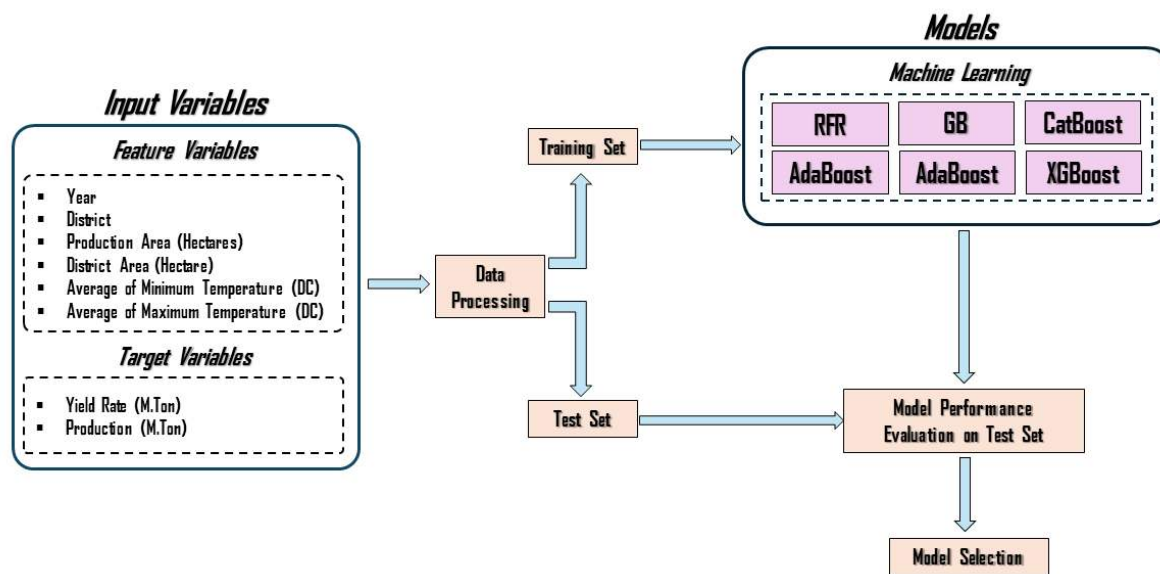 Input Variables
Feature Variables
Year
District
Production Area (Hectares)
District Area (Hectare)
Average of Minimum Temperature (DC)
Average of Maximum Temperature (DC)
Target Variables
Yield Rate (M.Ton)
Production (M.Ton)
Data
Processing
Training Set
Test Set
Models
Machine Learning
RFR
GB
CatBoost
AdaBoost
AdaBoost
XGBoost
Model Performance
Evaluation on Test Set
Model Selection